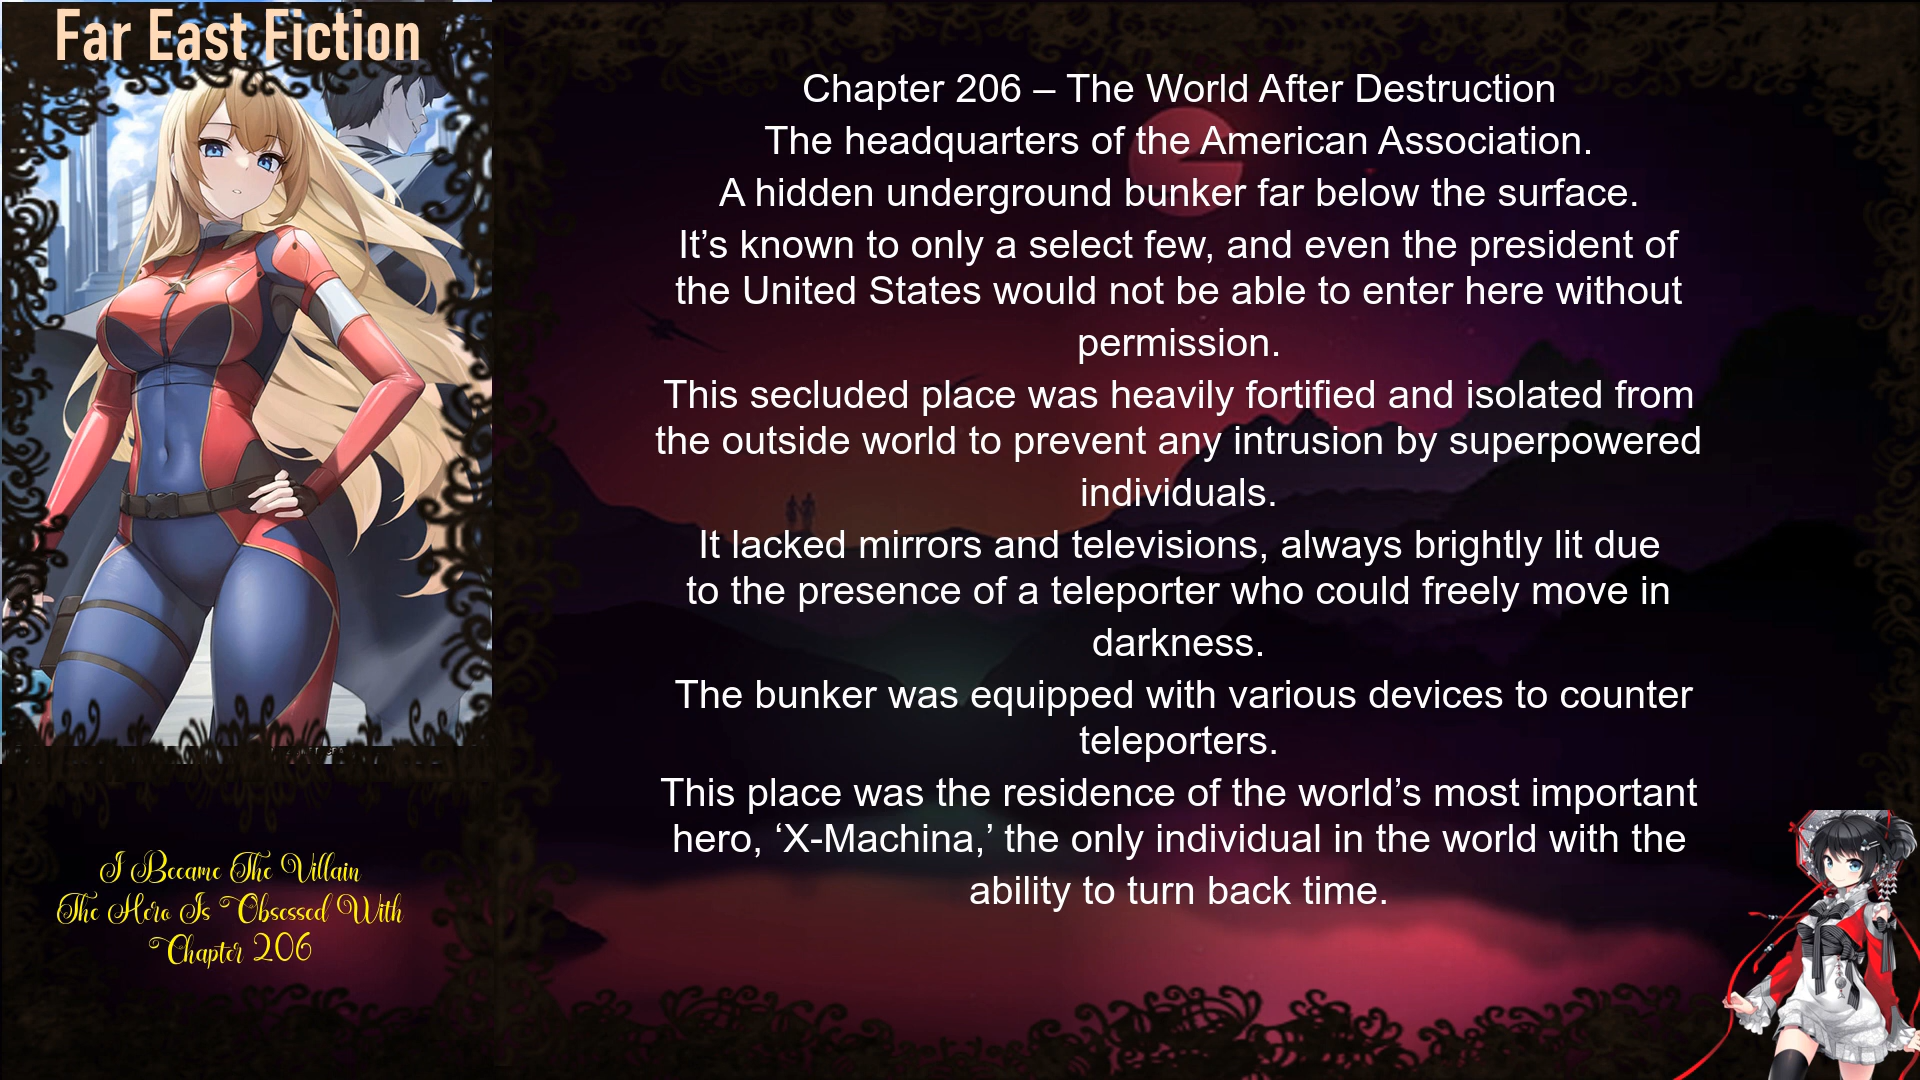 Far East Fiction
Chapter 206 – The World After Destruction
The headquarters of the American Association.
A hidden underground bunker far below the surface.
It’s known to only a select few, and even the president of
the United States would not be able to enter here without
permission.
This secluded place was heavily fortified and isolated from
the outside world to prevent any intrusion by superpowered
individuals.
It lacked mirrors and televisions, always brightly lit due
to the presence of a teleporter who could freely move in
darkness.
The bunker was equipped with various devices to counter
teleporters.
This place was the residence of the world’s most important
hero, ‘X-Machina,’ the only individual in the world with the
ability to turn back time.
I Became The Villain
The Hero Is Obsessed With
Chapter 206